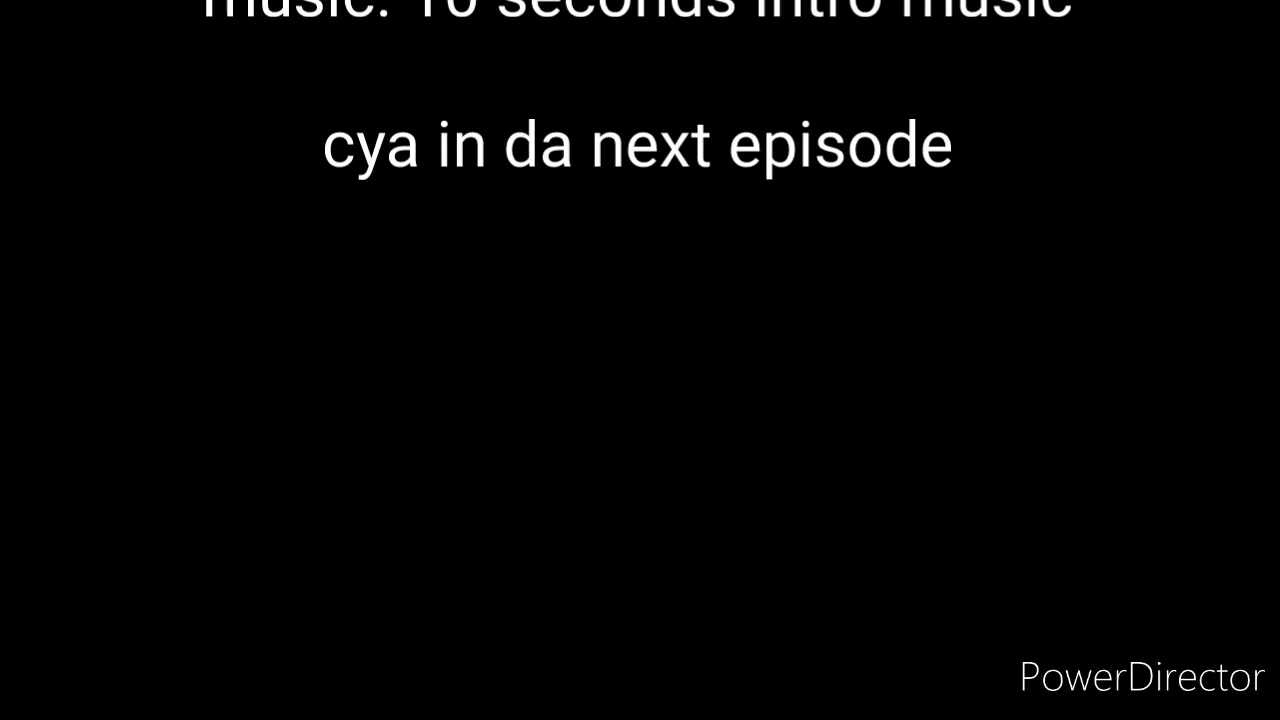 music: 10 seconds intro music
cya in da next episode
PowerDirector